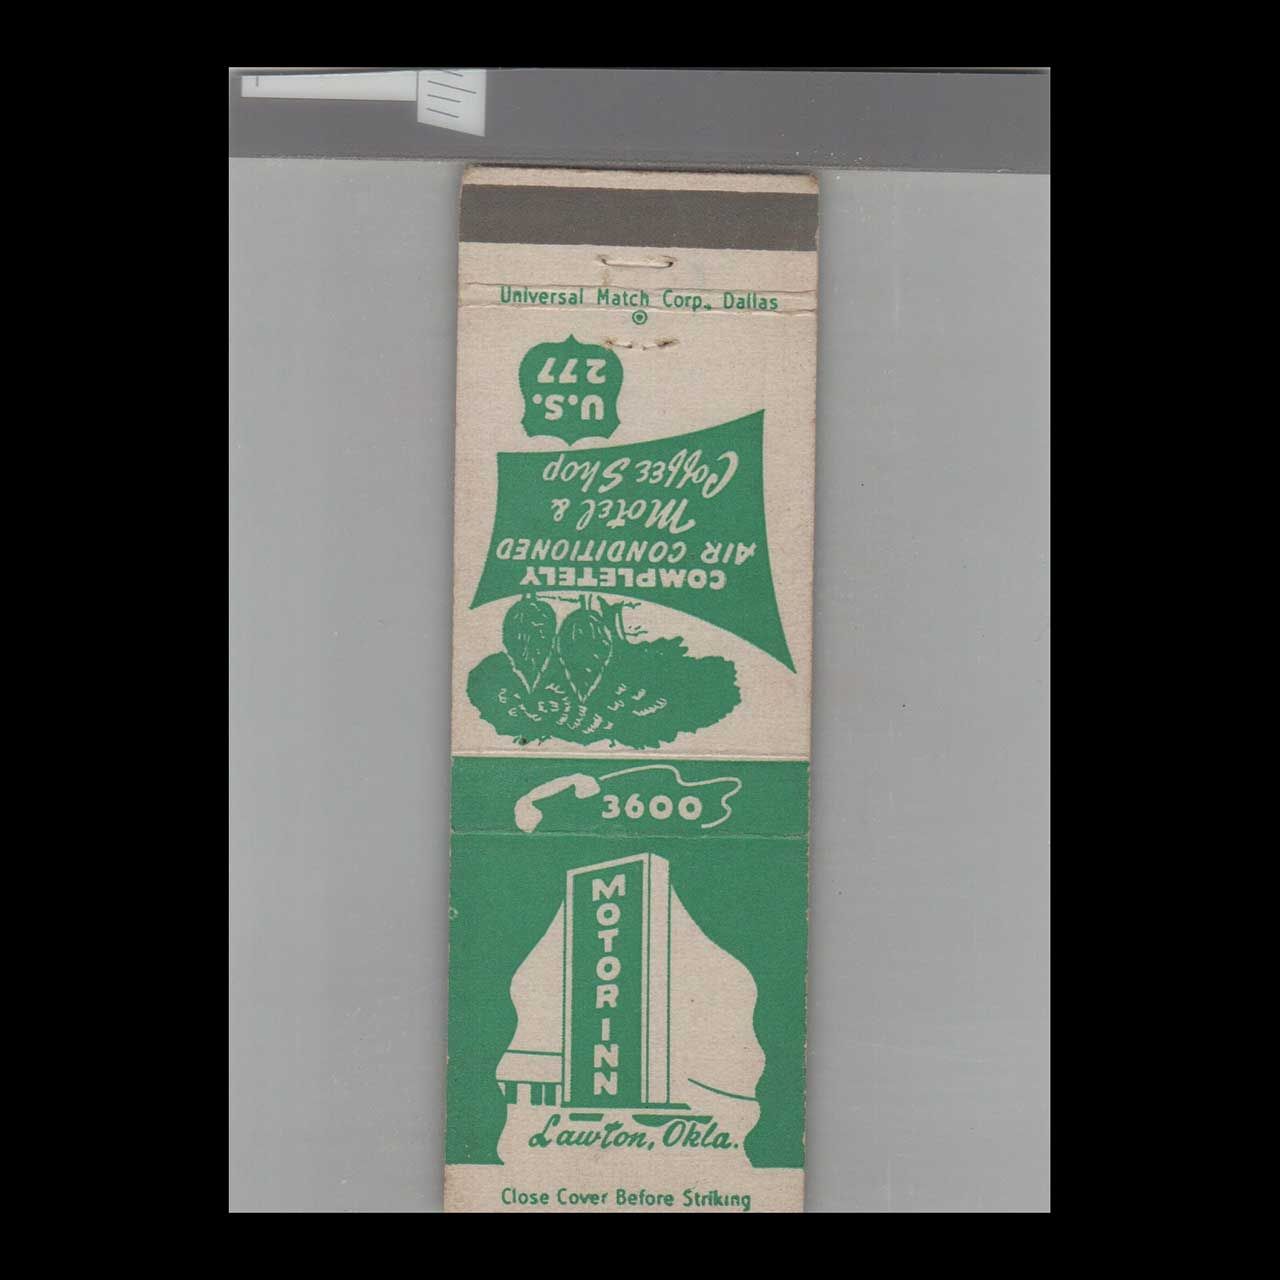 Universal Match Corp., Dallas
U.S.
277
COMPLETELY
AIR CONDITIONED
Motel &
Coffee Shop
3600
MOTOR INN
Lawton, Okla.
Close Cover Before Striking